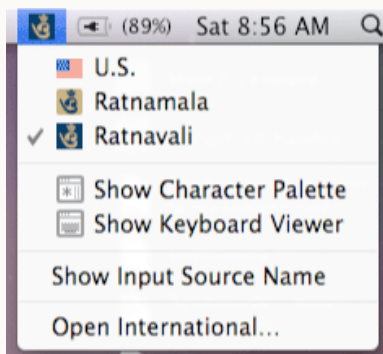 (89%) Sat 8:56 AM
U.S.
Ratnamala
Ratnavali
Show Character Palette
Show Keyboard Viewer
Show Input Source Name
Open International...